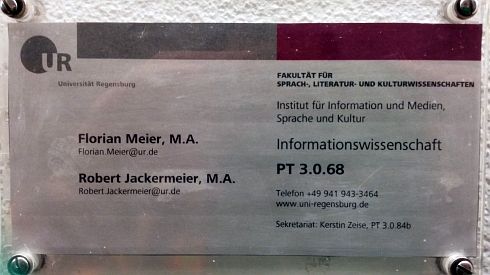 UR
Universität Regensburg
FAKULTÄT FÜR
SPRACH-, LITERATUR- UND KULTURWISSENSCHAFTEN
Institut für Information und Medien,
Sprache und Kultur
Florian Meier, M.A.
Florian.Meier@ur.de
Robert Jackermeier, M.A.
Robert.Jackermeier@ur.de
Informationswissenschaft
PT 3.0.68
Telefon +49 941 943-3464
www.uni-regensburg.de
Sekretariat: Kerstin Zeise, PT 3.0.84b